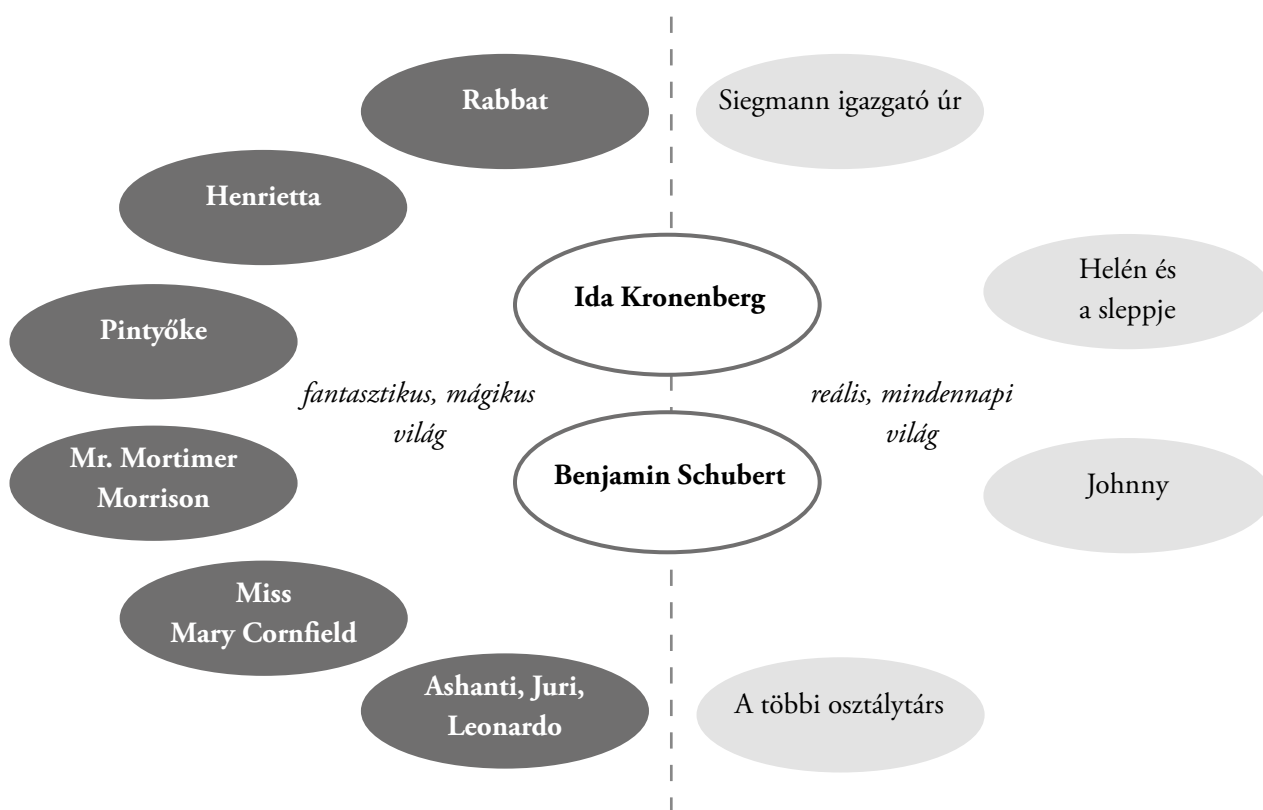 Rabbat
Siegmann igazgató úr
Henrietta
Helén és
a sleppje
Ida Kronenberg
Pintyőke
fantasztikus, mágikus
világ
reális, mindennapi
világ
Mr. Mortimer
Morrison
Benjamin Schubert
Johnny
Miss
Mary Cornfield
Ashanti, Juri,
Leonardo
A többi osztálytárs